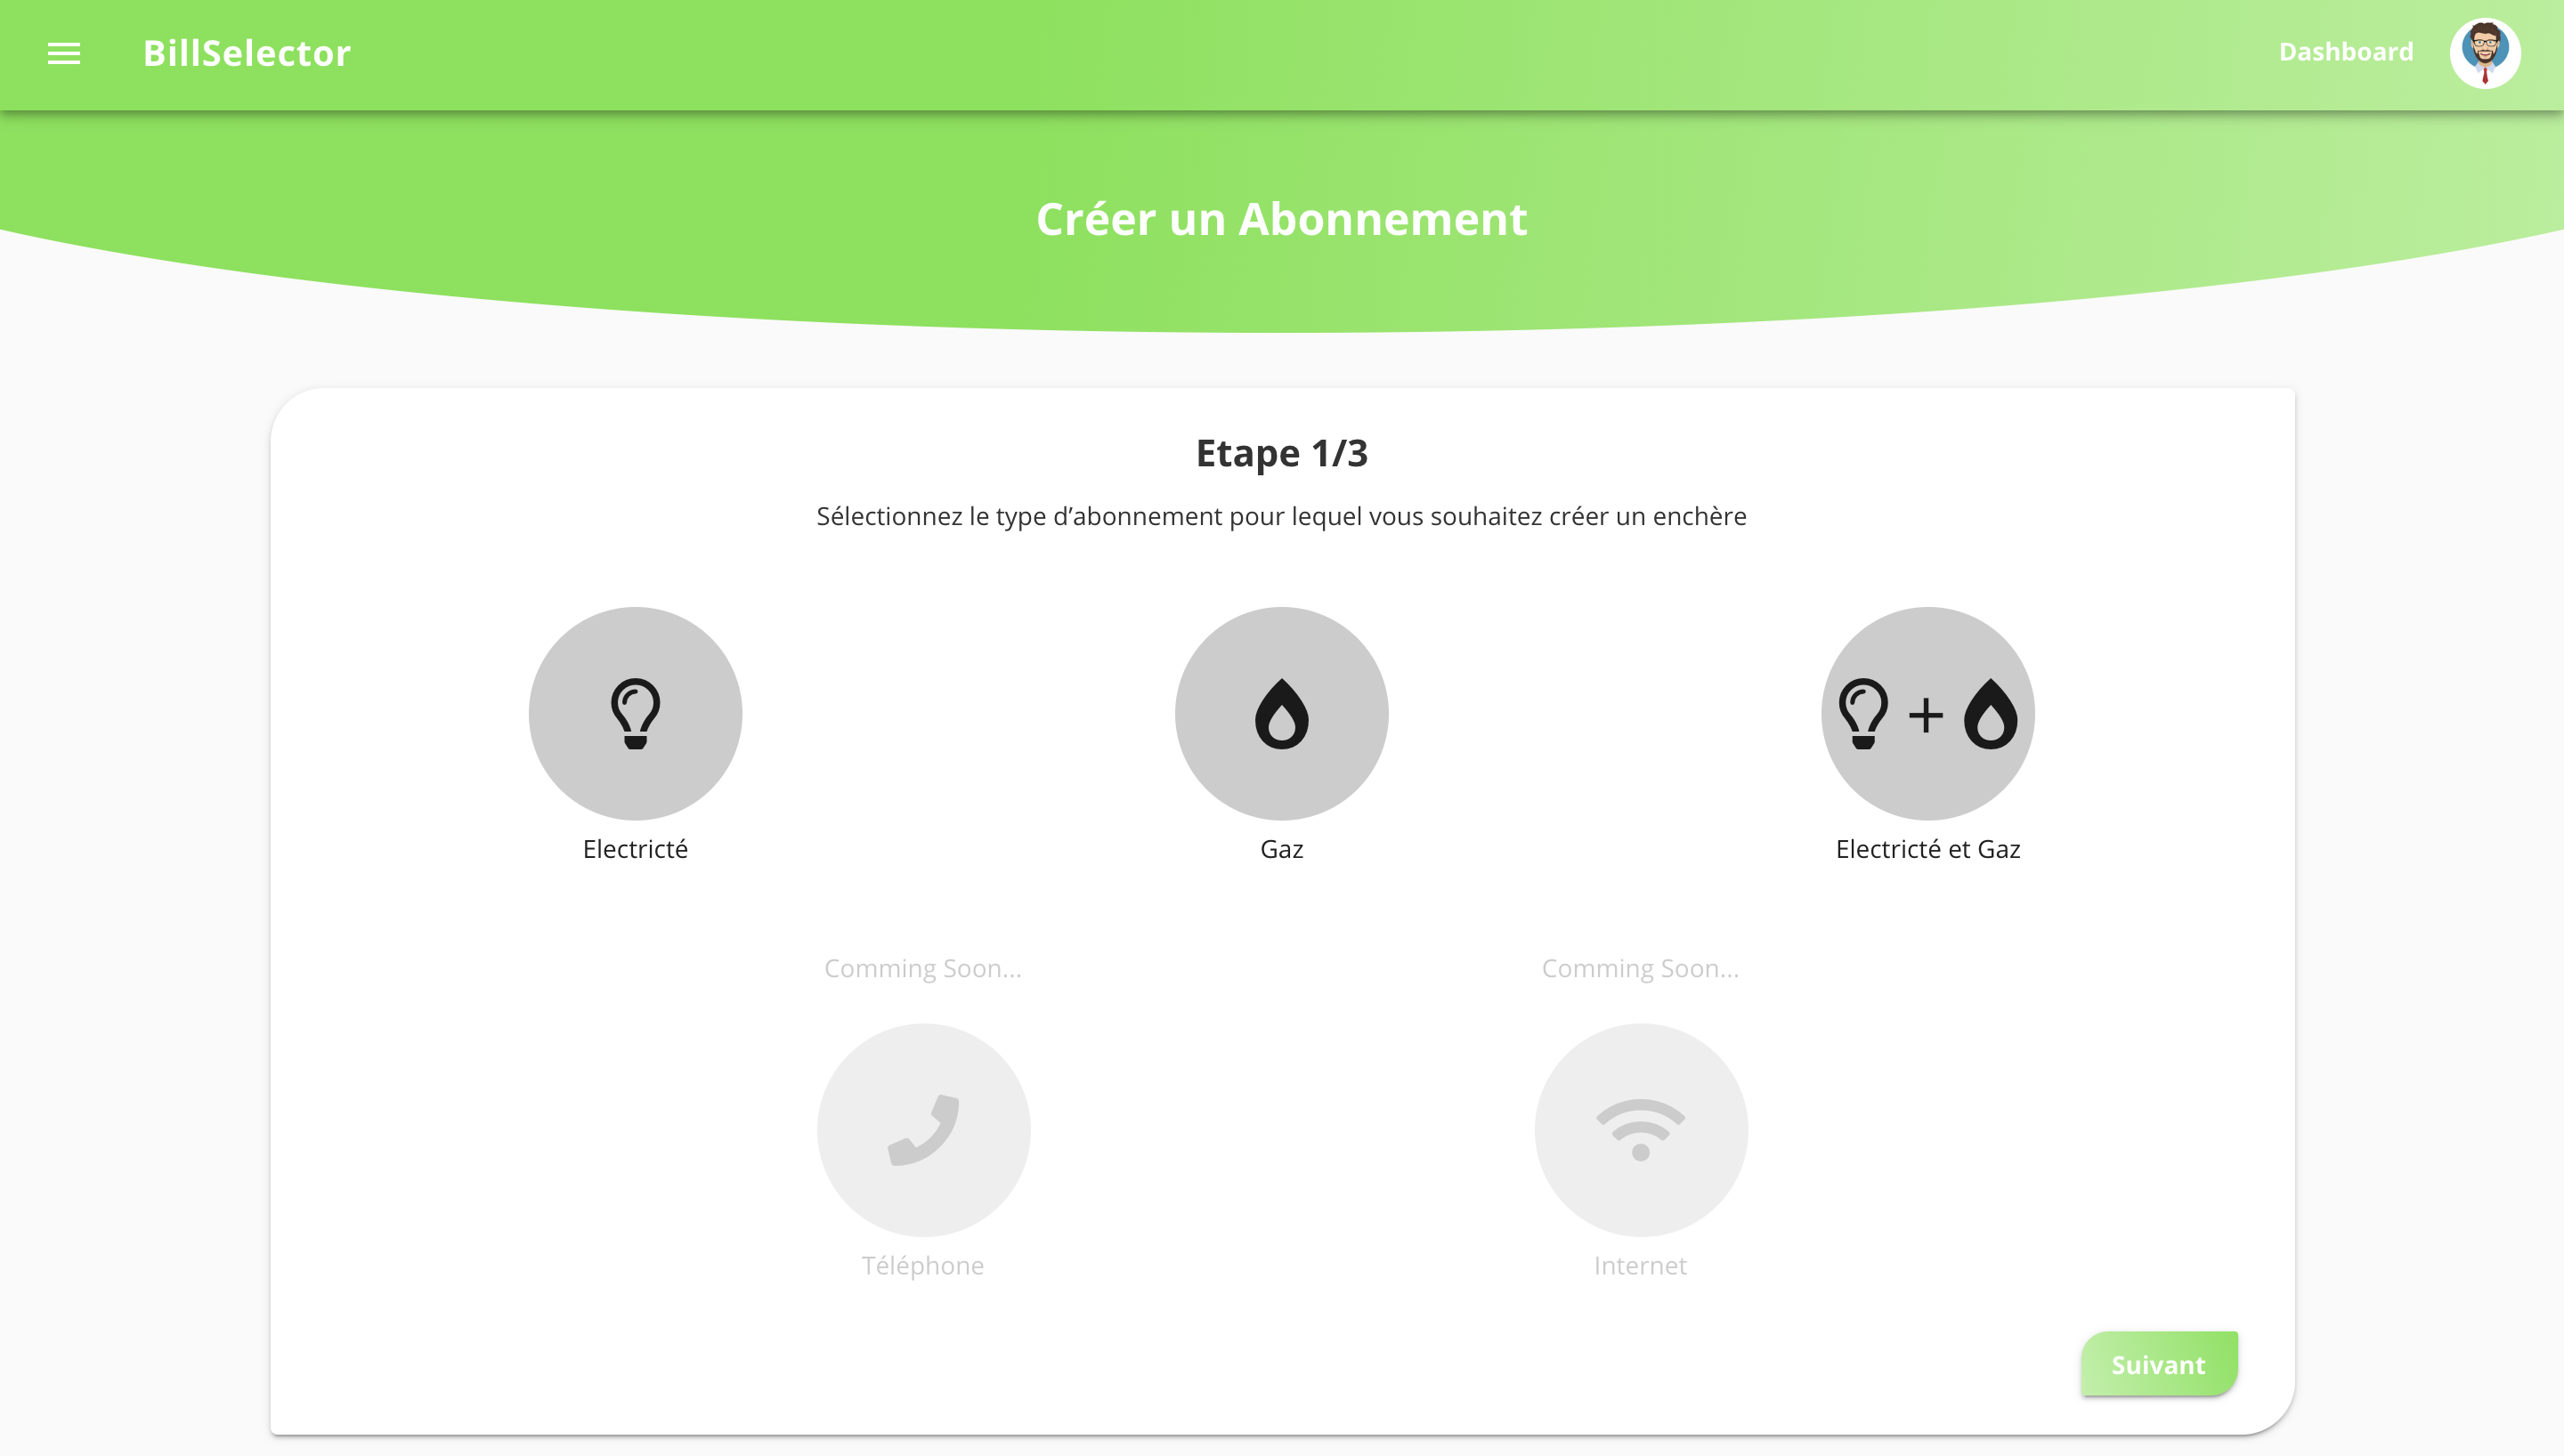 BillSelector
Dashboard
Créer un Abonnement
Etape 1/3
Sélectionnez le type d’abonnement pour lequel vous souhaitez créer un enchère
Electricté
Gaz
Electricté et Gaz
Comming Soon...
Comming Soon...
Téléphone
Internet
Suivant